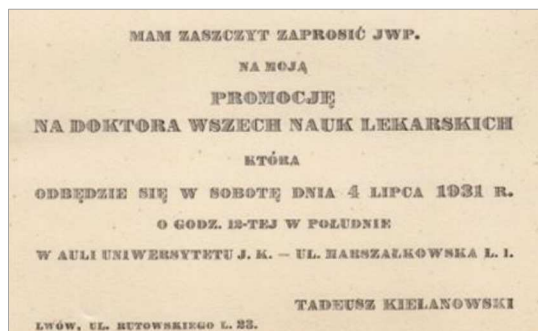 MAM ZASZCZYT ZAPROSIĆ JWP.
NA MOJĄ
PROMOCJĘ
NA DOKTORA WSZECH NAUK LEKARSKICH
KTÓRA
ODBĘDZIE SIĘ W SOBOTĘ DNIA 4 LIPCA 1931 R.
O GODZ. 12-TEJ W POŁUDNIE
W AULI UNIWERSYTETU J. K. – UL. MARSZAŁKOWSKA L. 1.
TADEUSZ KIELANOWSKI
LWÓW, UL. RUTOWSKIEGO L. 23.